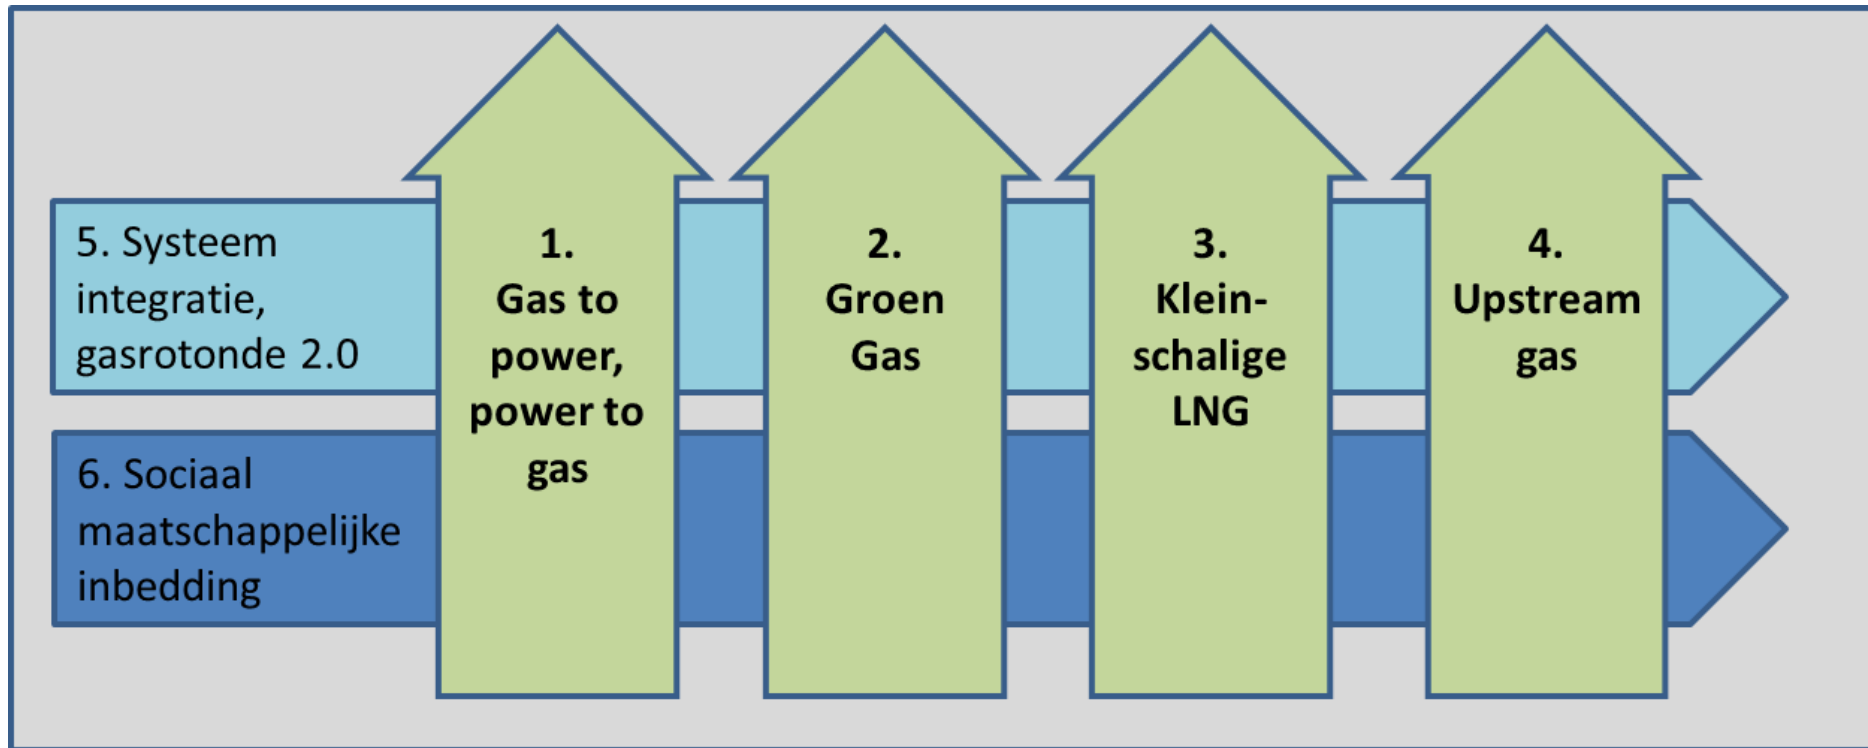 5. Systeem
integratie,
gasrotonde 2.0
6. Sociaal
maatschappelijke
inbedding
1.
Gas to
power,
power to
gas
2.
Groen
Gas
3.
Klein-
schalige
LNG
4.
Upstream
gas